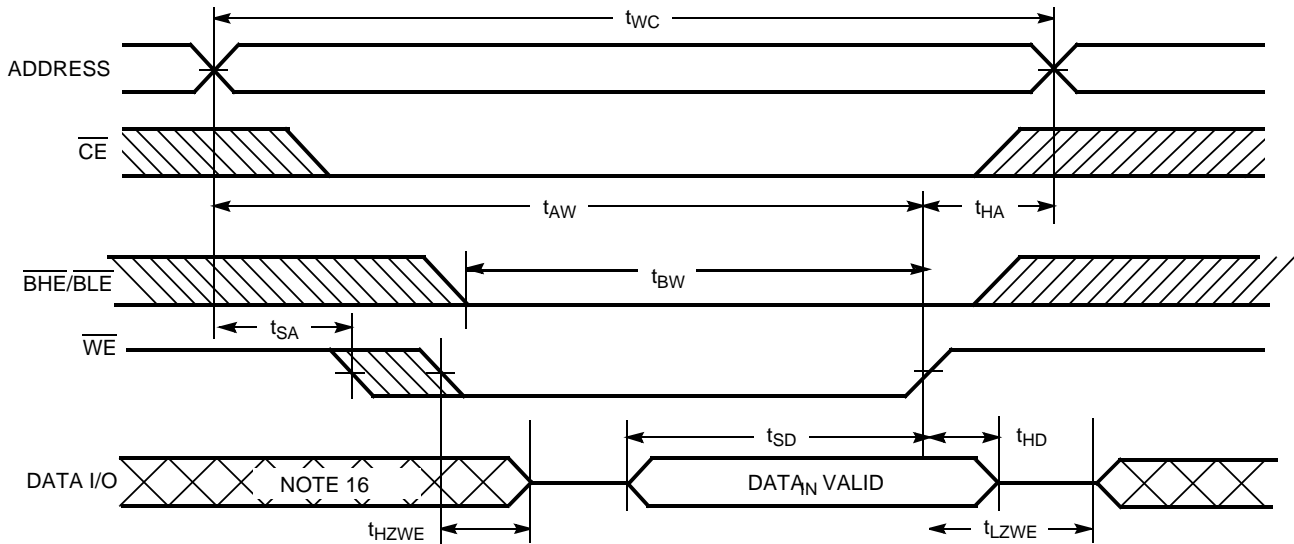 tWC
ADDRESS
CE
tAW
tHA
BHE/BLE
tBW
tSA
WE
tSD
tHD
DATA I/O
NOTE 16
DATAIN VALID
tHZWE
tLZWE